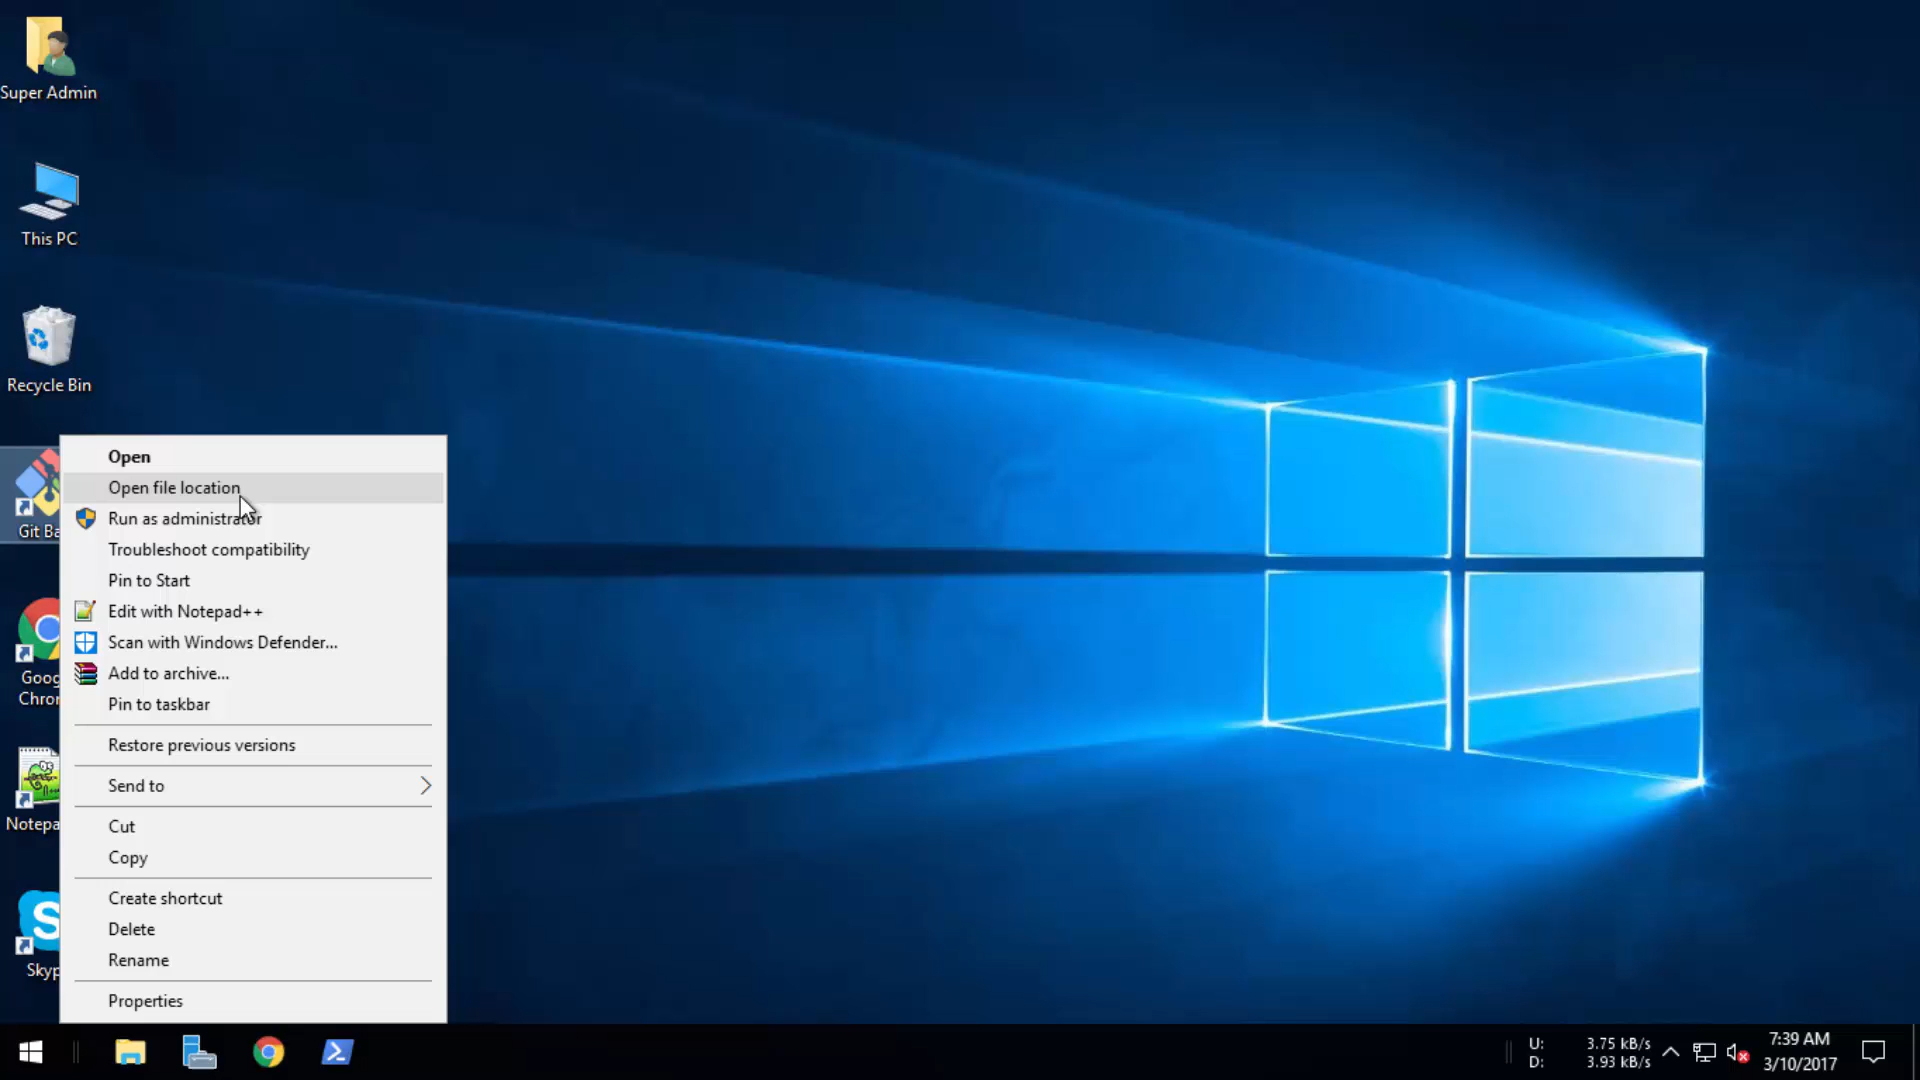 Super Admin
This PC
Recycle Bin
Git Ba
Goog
Chron
Notepa
Skyp
Open
Open file location
Run as administrator
Troubleshoot compatibility
Pin to Start
Edit with Notepad++
Scan with Windows Defender...
Add to archive...
Pin to taskbar
Restore previous versions
Send to
Cut
Copy
Create shortcut
Delete
Rename
Properties
U: 3.75 kB/s
D: 3.93 kB/s
7:39 AM
3/10/2017